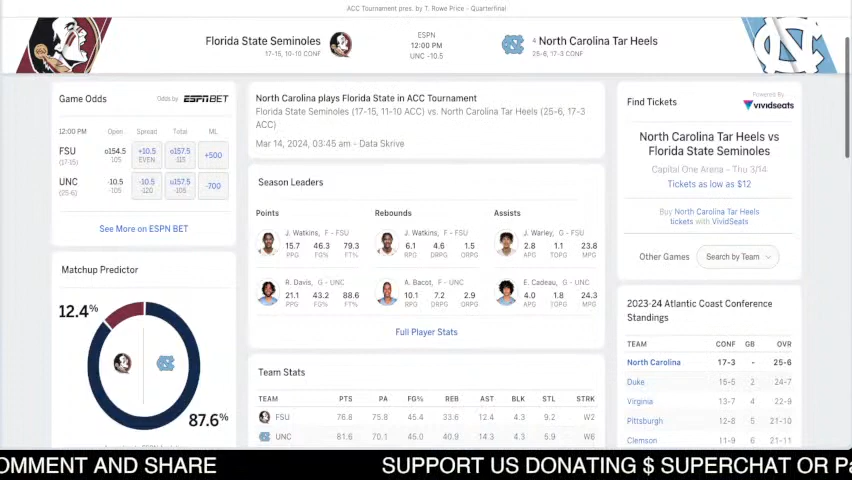 ACC Tournament pres. by T. Rowe Price - Quarterfinal
Florida State Seminoles
17-15, 10-10 CONF
ESPN
12:00 PM
UNC -10.5
4 North Carolina Tar Heels
25-6, 17-3 CONF
Game Odds
Odds by ESPN BET
12:00 PM Open Spread Total ML
FSU (17-15) o154.5 -105 +10.5 EVEN o157.5 -115 +500
UNC (25-6) -10.5 -105 -10.5 -120 u157.5 -105 -700
See More on ESPN BET
Matchup Predictor
12.4%
87.6%
North Carolina plays Florida State in ACC Tournament
Florida State Seminoles (17-15, 11-10 ACC) vs. North Carolina Tar Heels (25-6, 17-3
ACC)
Mar 14, 2024, 03:45 am - Data Skrive
Season Leaders
Points Rebounds Assists
J. Watkins, F - FSU
15.7 46.3 79.3
PPG FG% FT%
J. Watkins, F - FSU
6.1 4.6 1.5
RPG DRPG ORPG
J. Warley, G - FSU
2.8 1.1 23.8
APG TOPG MPG
R. Davis, G - UNC
21.1 43.2 88.6
PPG FG% FT%
A. Bacot, F - UNC
10.1 7.2 2.9
RPG DRPG ORPG
E. Cadeau, G - UNC
4.0 1.8 24.3
APG TOPG MPG
Full Player Stats
Team Stats
TEAM PTS PA FG% REB AST BLK STL STRK
FSU 76.8 75.8 45.4 33.6 12.4 4.3 9.2 W2
UNC 81.6 70.1 45.0 40.9 14.3 4.3 5.9 W6
Find Tickets
Powered By
vividseats
North Carolina Tar Heels vs
Florida State Seminoles
Capital One Arena - Thu 3/14
Tickets as low as $12
Buy North Carolina Tar Heels
tickets with VividSeats
Other Games Search by Team
2023-24 Atlantic Coast Conference
Standings
TEAM CONF GB OVR
North Carolina 17-3 - 25-6
Duke 15-5 2 24-7
Virginia 13-7 4 22-9
Pittsburgh 12-8 5 21-10
Clemson 11-9 6 21-11
OMMENT AND SHARE SUPPORT US DONATING $ SUPERCHAT OR Pa